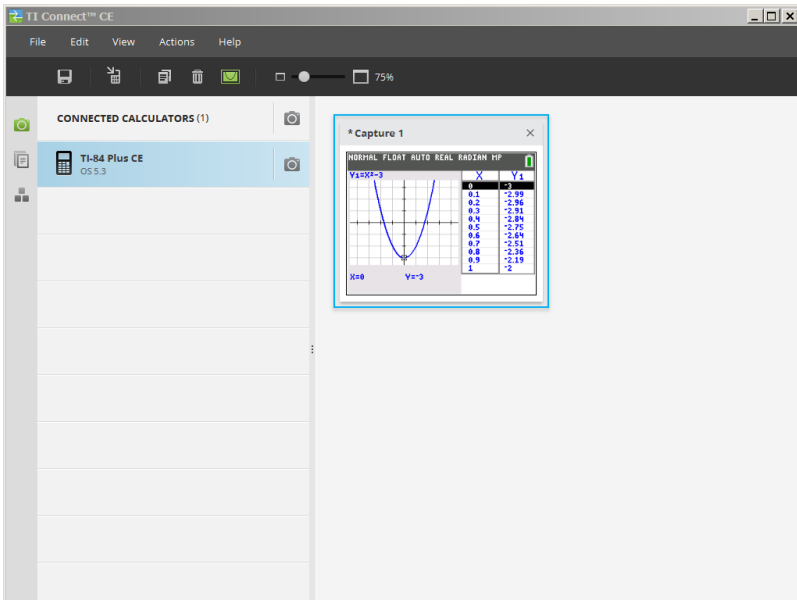 TI Connect™ CE
File Edit View Actions Help
75%
CONNECTED CALCULATORS (1)
TI-84 Plus CE
OS 5.3
*Capture 1
NORMAL FLOAT AUTO REAL RADIAN MP
Y₁=X²-3
X Y₁
0 -3
0.1 -2.99
0.2 -2.96
0.3 -2.91
0.4 -2.84
0.5 -2.75
0.6 -2.64
0.7 -2.51
0.8 -2.36
0.9 -2.19
1 -2
X=0 Y=-3